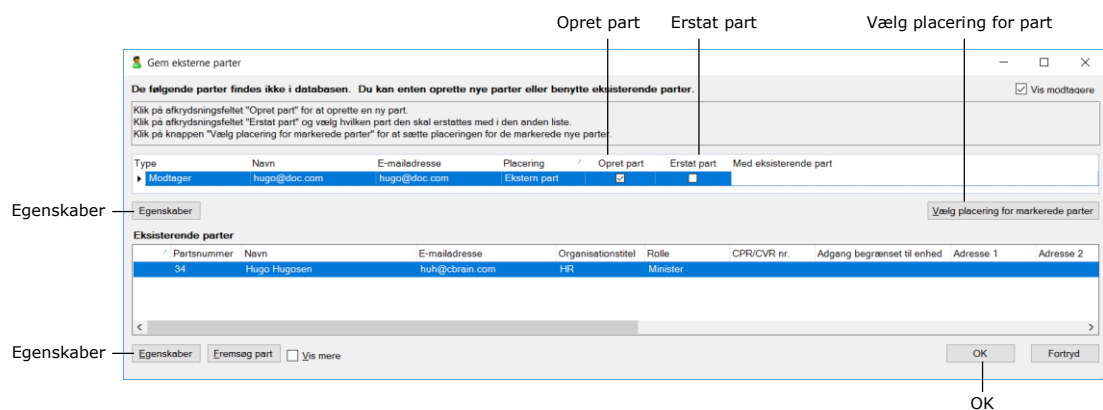 Opret part Erstat part Vælg placering for part
Gem eksterne parter
De følgende parter findes ikke i databasen. Du kan enten oprette nye parter eller benytte eksisterende parter. Vis modtagere
Klik på afkrydsningsfeltet "Opret part" for at oprette en ny part.
Klik på afkrydsningsfeltet "Erstat part" og vælg hvilken part den skal erstattes med i den anden liste.
Klik på knappen "Vælg placering for markerede parter" for at sætte placeringen for de markerede nye parter.
Type Navn E-mailadresse Placering Opret part Erstat part Med eksisterende part
Modtager hugo@doc.com hugo@doc.com Ekstern part
Egenskaber Egenskaber Vælg placering for markerede parter
Eksisterende parter
Partsnummer Navn E-mailadresse Organisationstitel Rolle CPR/CVR nr. Adgang begrænset til enhed Adresse 1 Adresse 2
34 Hugo Hugosen huh@cbrain.com HR Minister
Egenskaber Egenskaber Fremsøg part Vis mere OK Fortryd
OK